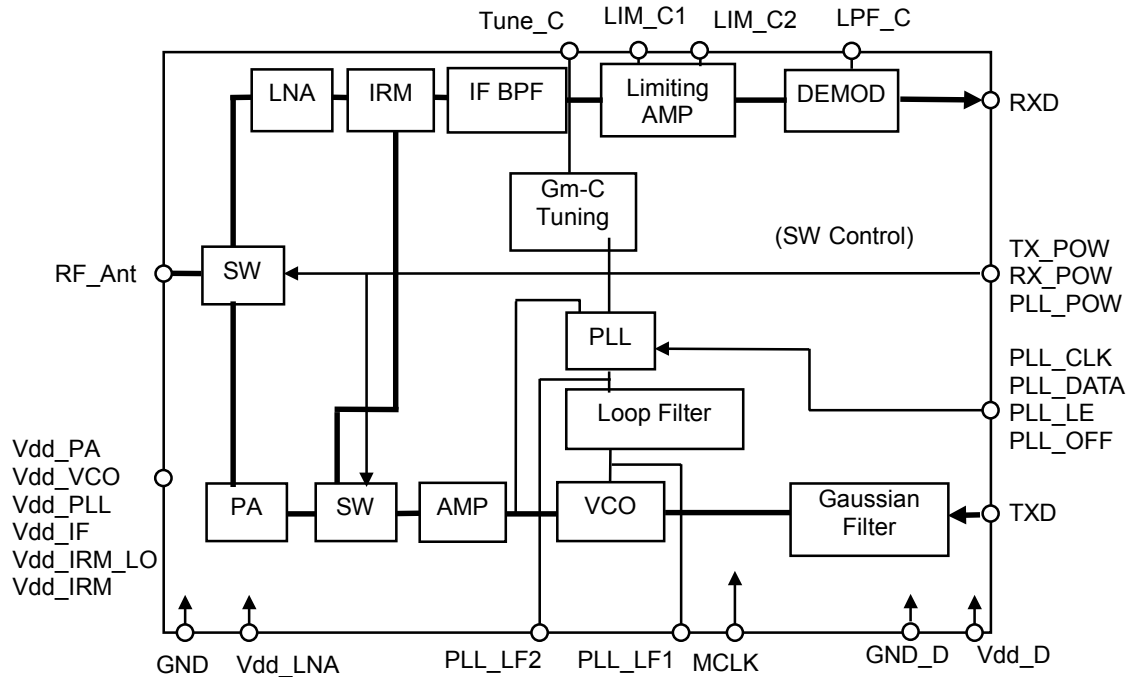 Tune_C
LIM_C1
LIM_C2
LPF_C
LNA
IRM
IF BPF
Limiting
AMP
DEMOD
RXD
Gm-C
Tuning
(SW Control)
RF_Ant
SW
TX_POW
RX_POW
PLL_POW
PLL
PLL_CLK
PLL_DATA
PLL_LE
PLL_OFF
Loop Filter
Vdd_PA
Vdd_VCO
Vdd_PLL
Vdd_IF
Vdd_IRM_LO
Vdd_IRM
PA
SW
AMP
VCO
Gaussian
Filter
TXD
GND
Vdd_LNA
PLL_LF2
PLL_LF1
MCLK
GND_D
Vdd_D